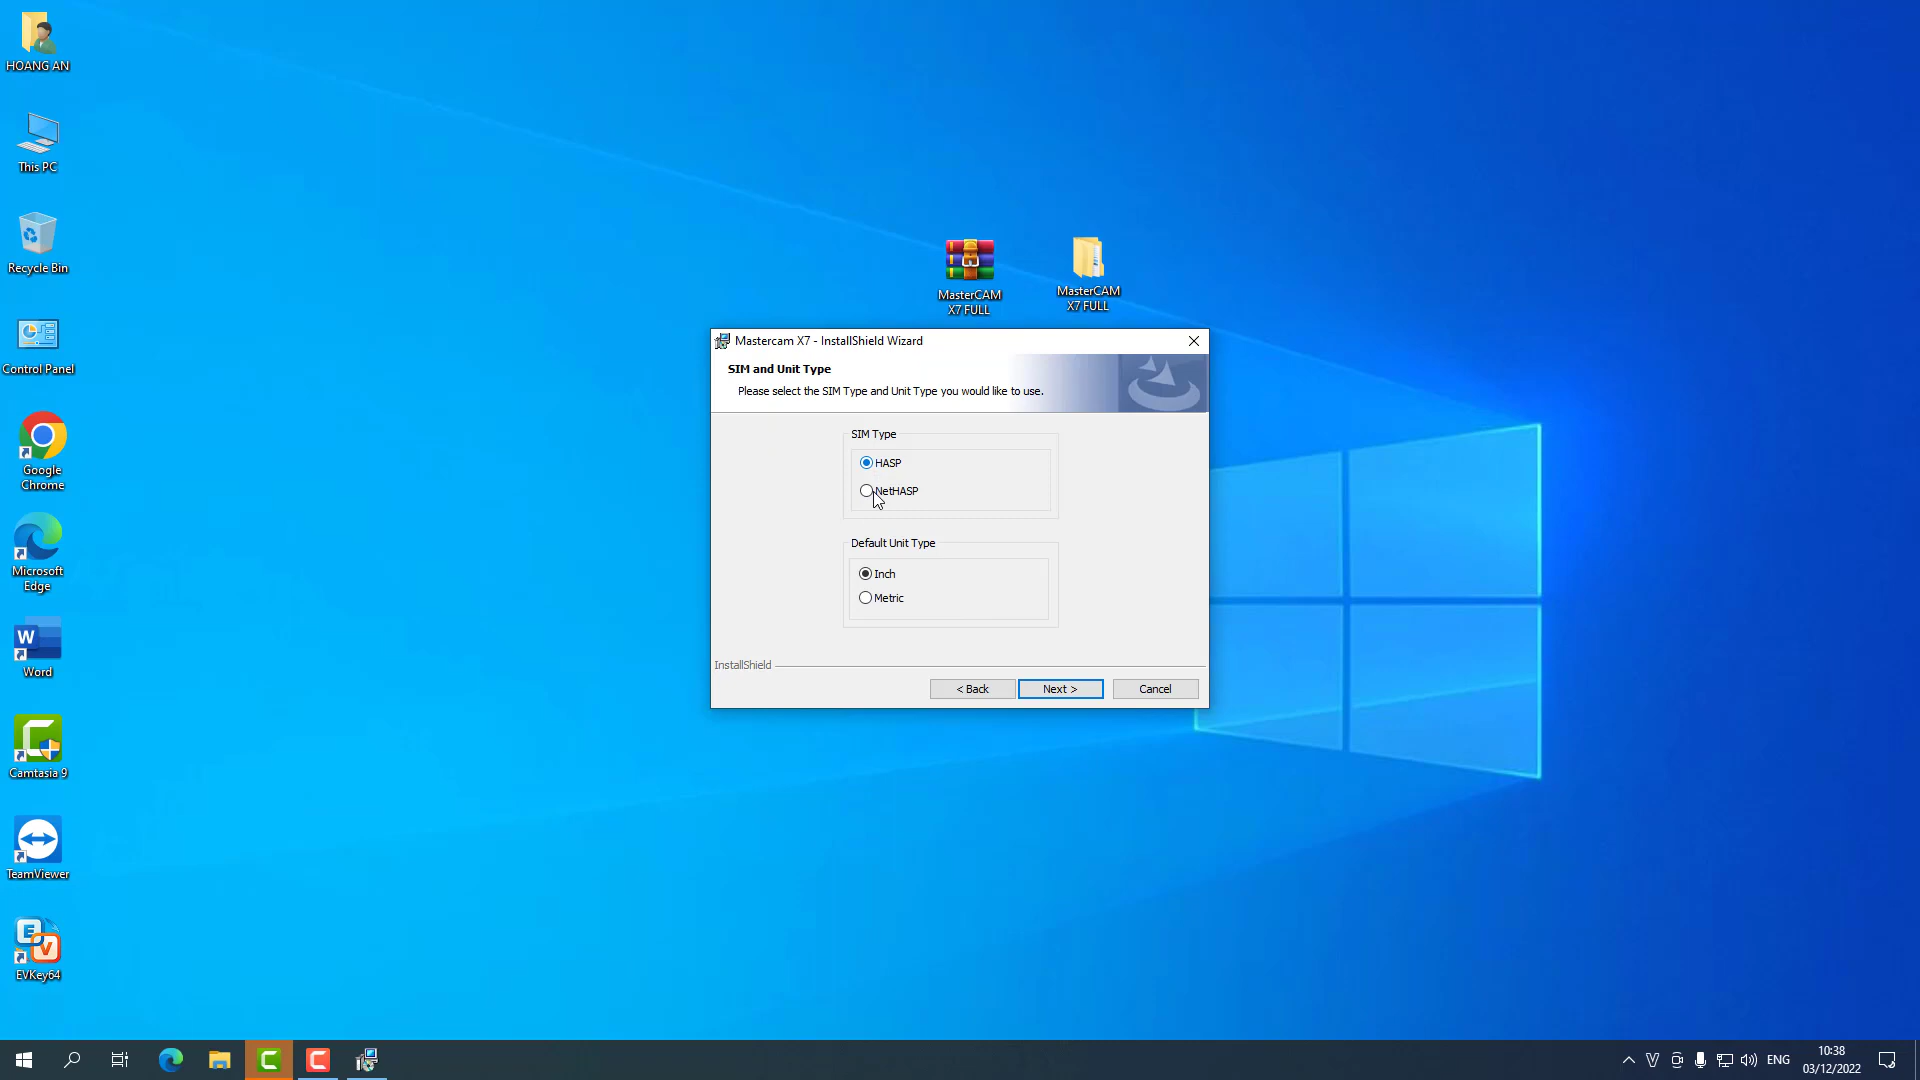 HOANG AN
This PC
Recycle Bin
Control Panel
Google
Chrome
Microsoft
Edge
Word
Camtasia 9
TeamViewer
EVKey64
MasterCAM
X7 FULL
MasterCAM
X7 FULL
Mastercam X7 - InstallShield Wizard
SIM and Unit Type
Please select the SIM Type and Unit Type you would like to use.
SIM Type
HASP
NetHASP
Default Unit Type
Inch
Metric
InstallShield
< Back
Next >
Cancel
ENG
10:38
03/12/2022